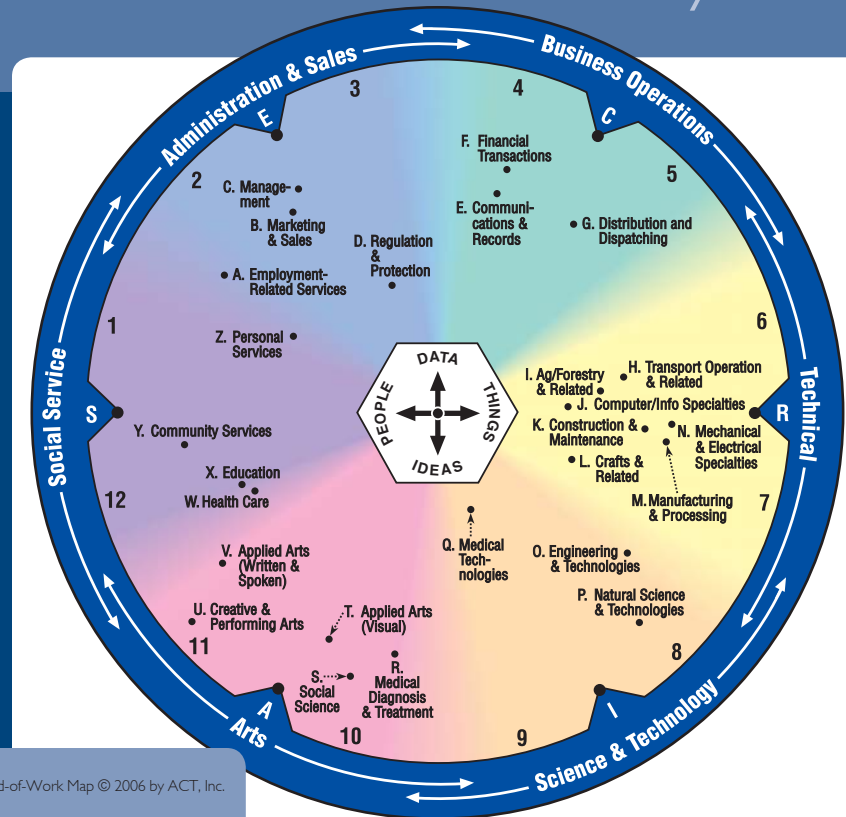 Administration & Sales
Business Operations
Technical
Science & Technology
Arts
Social Service
E
C
R
I
A
S
1
2
3
4
5
6
7
8
9
10
11
12
C. Manage-
ment
B. Marketing
& Sales
A. Employment-
Related Services
D. Regulation
&
Protection
F. Financial
Transactions
E. Communi-
cations &
Records
G. Distribution and
Dispatching
Z. Personal
Services
Y. Community Services
X. Education
W. Health Care
DATA
THINGS
IDEAS
PEOPLE
H. Transport Operation
& Related
I. Ag/Forestry
& Related
J. Computer/Info Specialties
K. Construction &
Maintenance
N. Mechanical
& Electrical
Specialties
L. Crafts &
Related
M. Manufacturing
& Processing
Q. Medical
Tech-
nologies
O. Engineering
& Technologies
P. Natural Science
& Technologies
V. Applied Arts
(Written &
Spoken)
U. Creative &
Performing Arts
T. Applied Arts
(Visual)
S.
Social
Science
R.
Medical
Diagnosis
& Treatment
d-of-Work Map © 2006 by ACT, Inc.